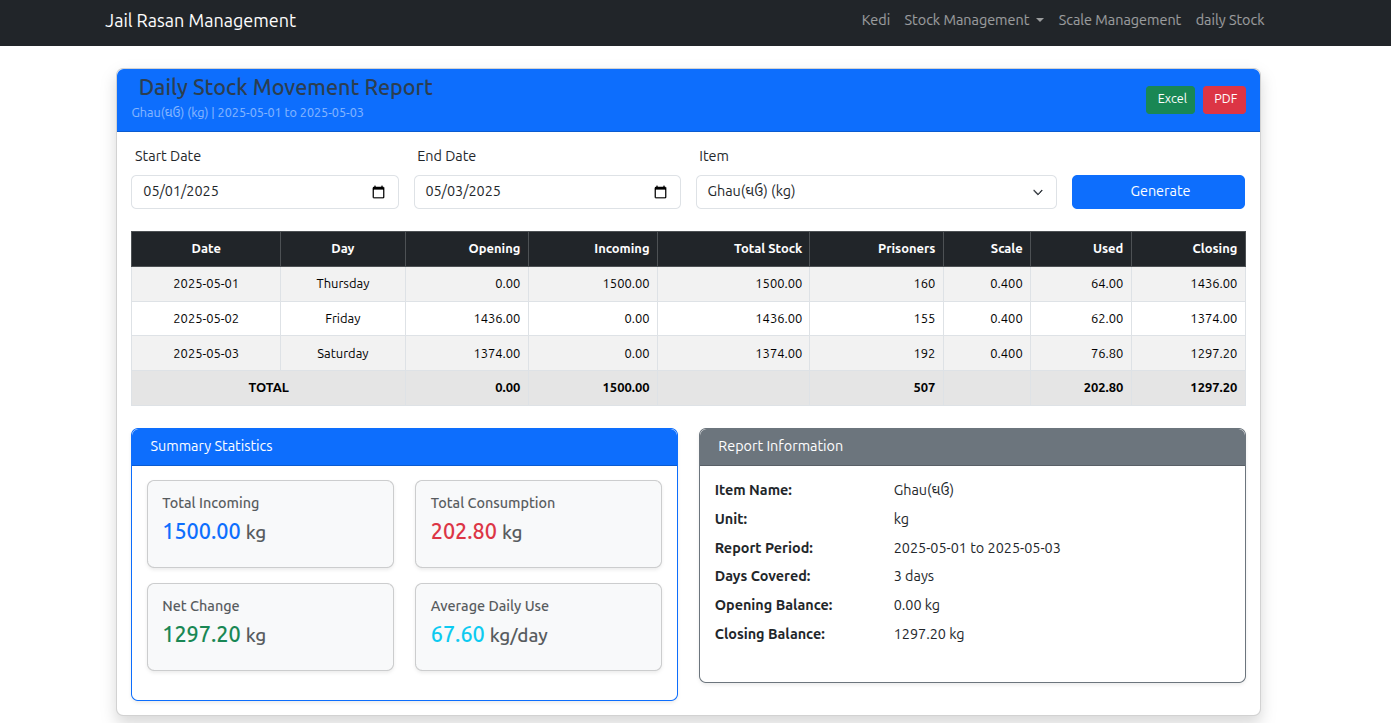 Jail Rasan Management Kedi Stock Management daily Stock Scale Management
Daily Stock Movement Report
Ghau(ઘઉં) (kg) | 2025-05-01 to 2025-05-03
Excel PDF
Start Date End Date Item
05/01/2025 05/03/2025 Ghau(ઘઉં) (kg) Generate
Date Day Opening Incoming Total Stock Prisoners Scale Used Closing
2025-05-01 Thursday 0.00 1500.00 1500.00 160 0.400 64.00 1436.00
2025-05-02 Friday 1436.00 0.00 1436.00 155 0.400 62.00 1374.00
2025-05-03 Saturday 1374.00 0.00 1374.00 192 0.400 76.80 1297.20
TOTAL 0.00 1500.00 507 202.80 1297.20
Summary Statistics
Total Incoming
1500.00 kg
Total Consumption
202.80 kg
Net Change
1297.20 kg
Average Daily Use
67.60 kg/day
Report Information
Item Name: Ghau(ઘઉં)
Unit: kg
Report Period: 2025-05-01 to 2025-05-03
Days Covered: 3 days
Opening Balance: 0.00 kg
Closing Balance: 1297.20 kg